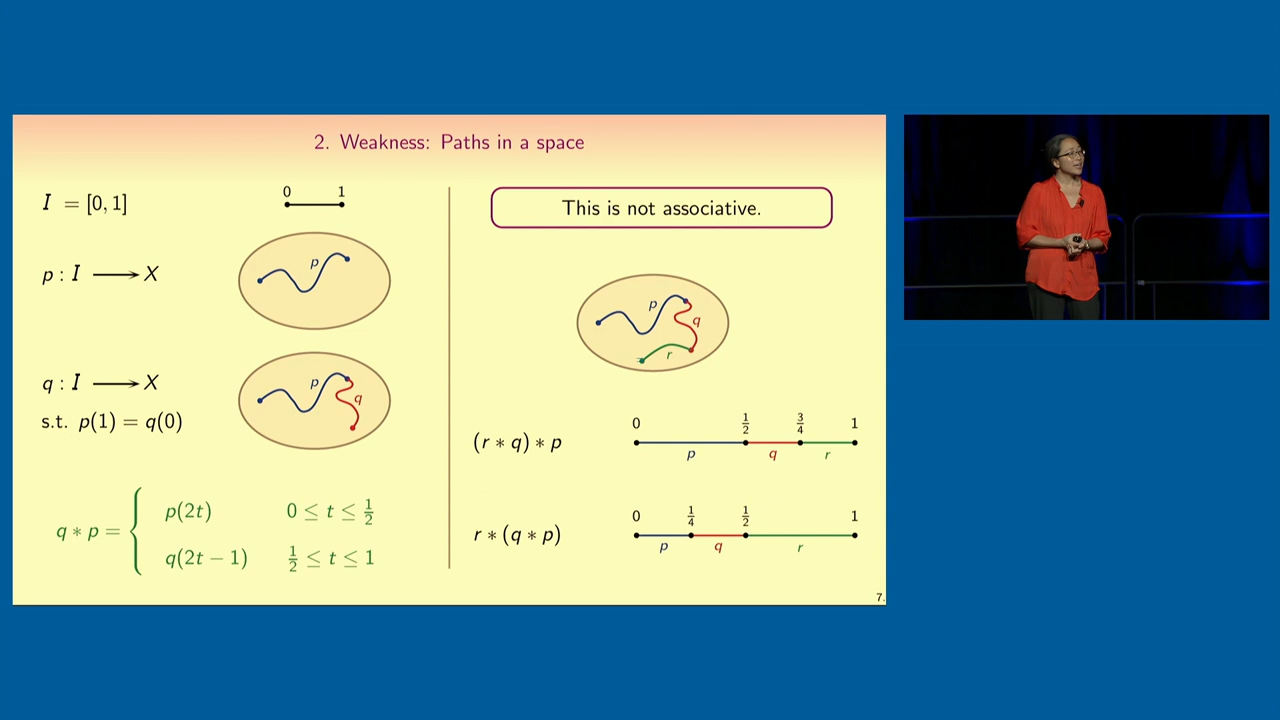 2. Weakness: Paths in a space
I = [0, 1]
0 1
p : I ⟶ X
p
q : I ⟶ X
s.t. p(1) = q(0)
p
q
q ∗ p = { p(2t) 0 ≤ t ≤ 1/2
q(2t − 1) 1/2 ≤ t ≤ 1
This is not associative.
p
q
r
(r ∗ q) ∗ p
0 1/2 3/4 1
p q r
r ∗ (q ∗ p)
0 1/4 1/2 1
p q r
7.